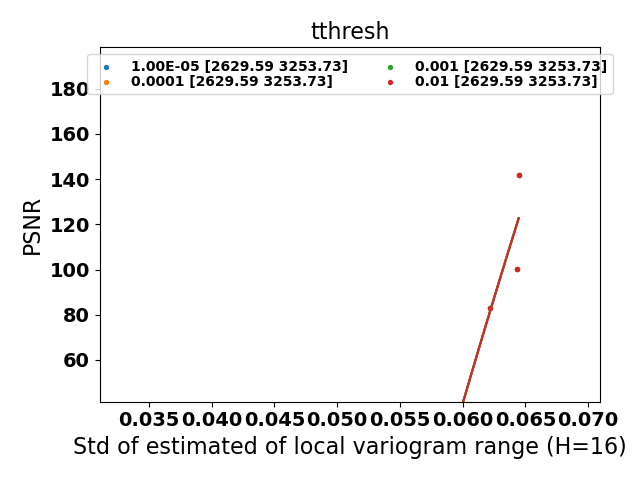 tthresh
1.00E-05 [2629.59 3253.73]
0.0001 [2629.59 3253.73]
0.001 [2629.59 3253.73]
0.01 [2629.59 3253.73]
PSNR
180
160
140
120
100
80
60
0.035 0.040 0.045 0.050 0.055 0.060 0.065 0.070
Std of estimated of local variogram range (H=16)